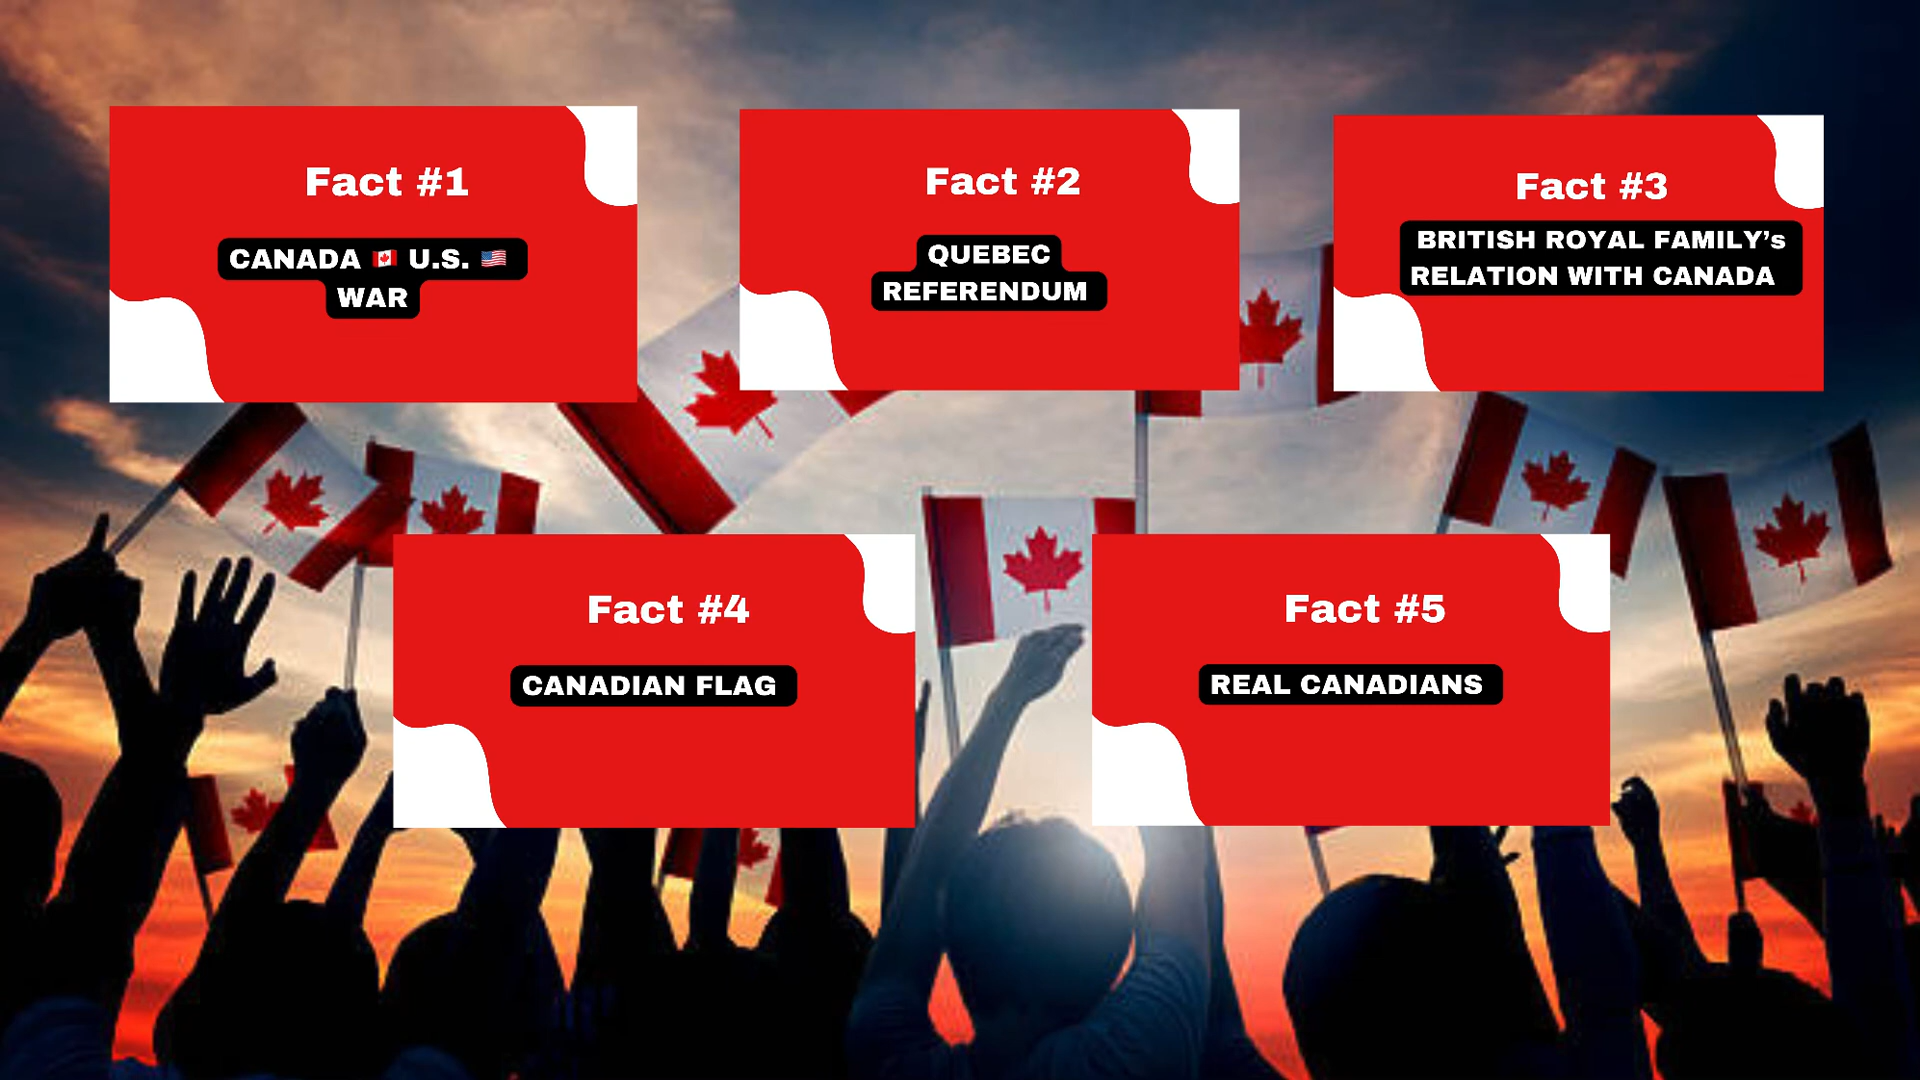 Fact #1
CANADA 🇨🇦 U.S. 🇺🇸
WAR
Fact #2
QUEBEC
REFERENDUM
Fact #3
BRITISH ROYAL FAMILY’s
RELATION WITH CANADA
Fact #4
CANADIAN FLAG
Fact #5
REAL CANADIANS